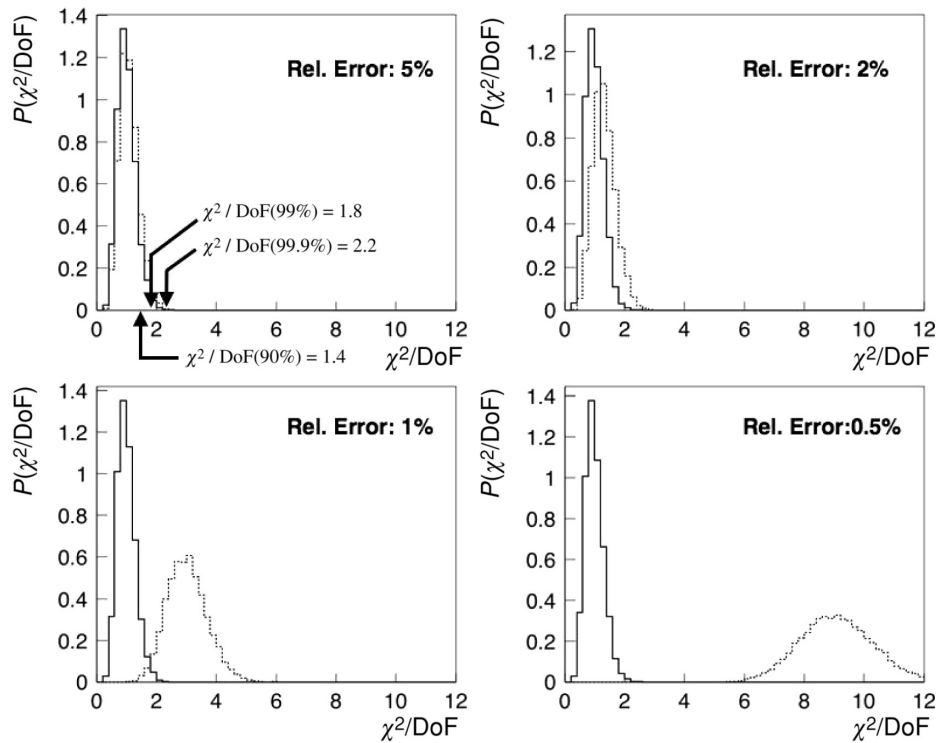 P(χ²/DoF)
1.4
1.2
1
0.8
0.6
0.4
0.2
0
Rel. Error: 5%
χ² / DoF(99%) = 1.8
χ² / DoF(99.9%) = 2.2
0 2 4 6 8 10 12
χ² / DoF(90%) = 1.4
χ²/DoF
P(χ²/DoF)
1.2
1
0.8
0.6
0.4
0.2
0
Rel. Error: 2%
0 2 4 6 8 10 12
χ²/DoF
P(χ²/DoF)
1.4
1.2
1
0.8
0.6
0.4
0.2
0
Rel. Error: 1%
0 2 4 6 8 10 12
χ²/DoF
P(χ²/DoF)
1.4
1.2
1
0.8
0.6
0.4
0.2
0
Rel. Error:0.5%
0 2 4 6 8 10 12
χ²/DoF